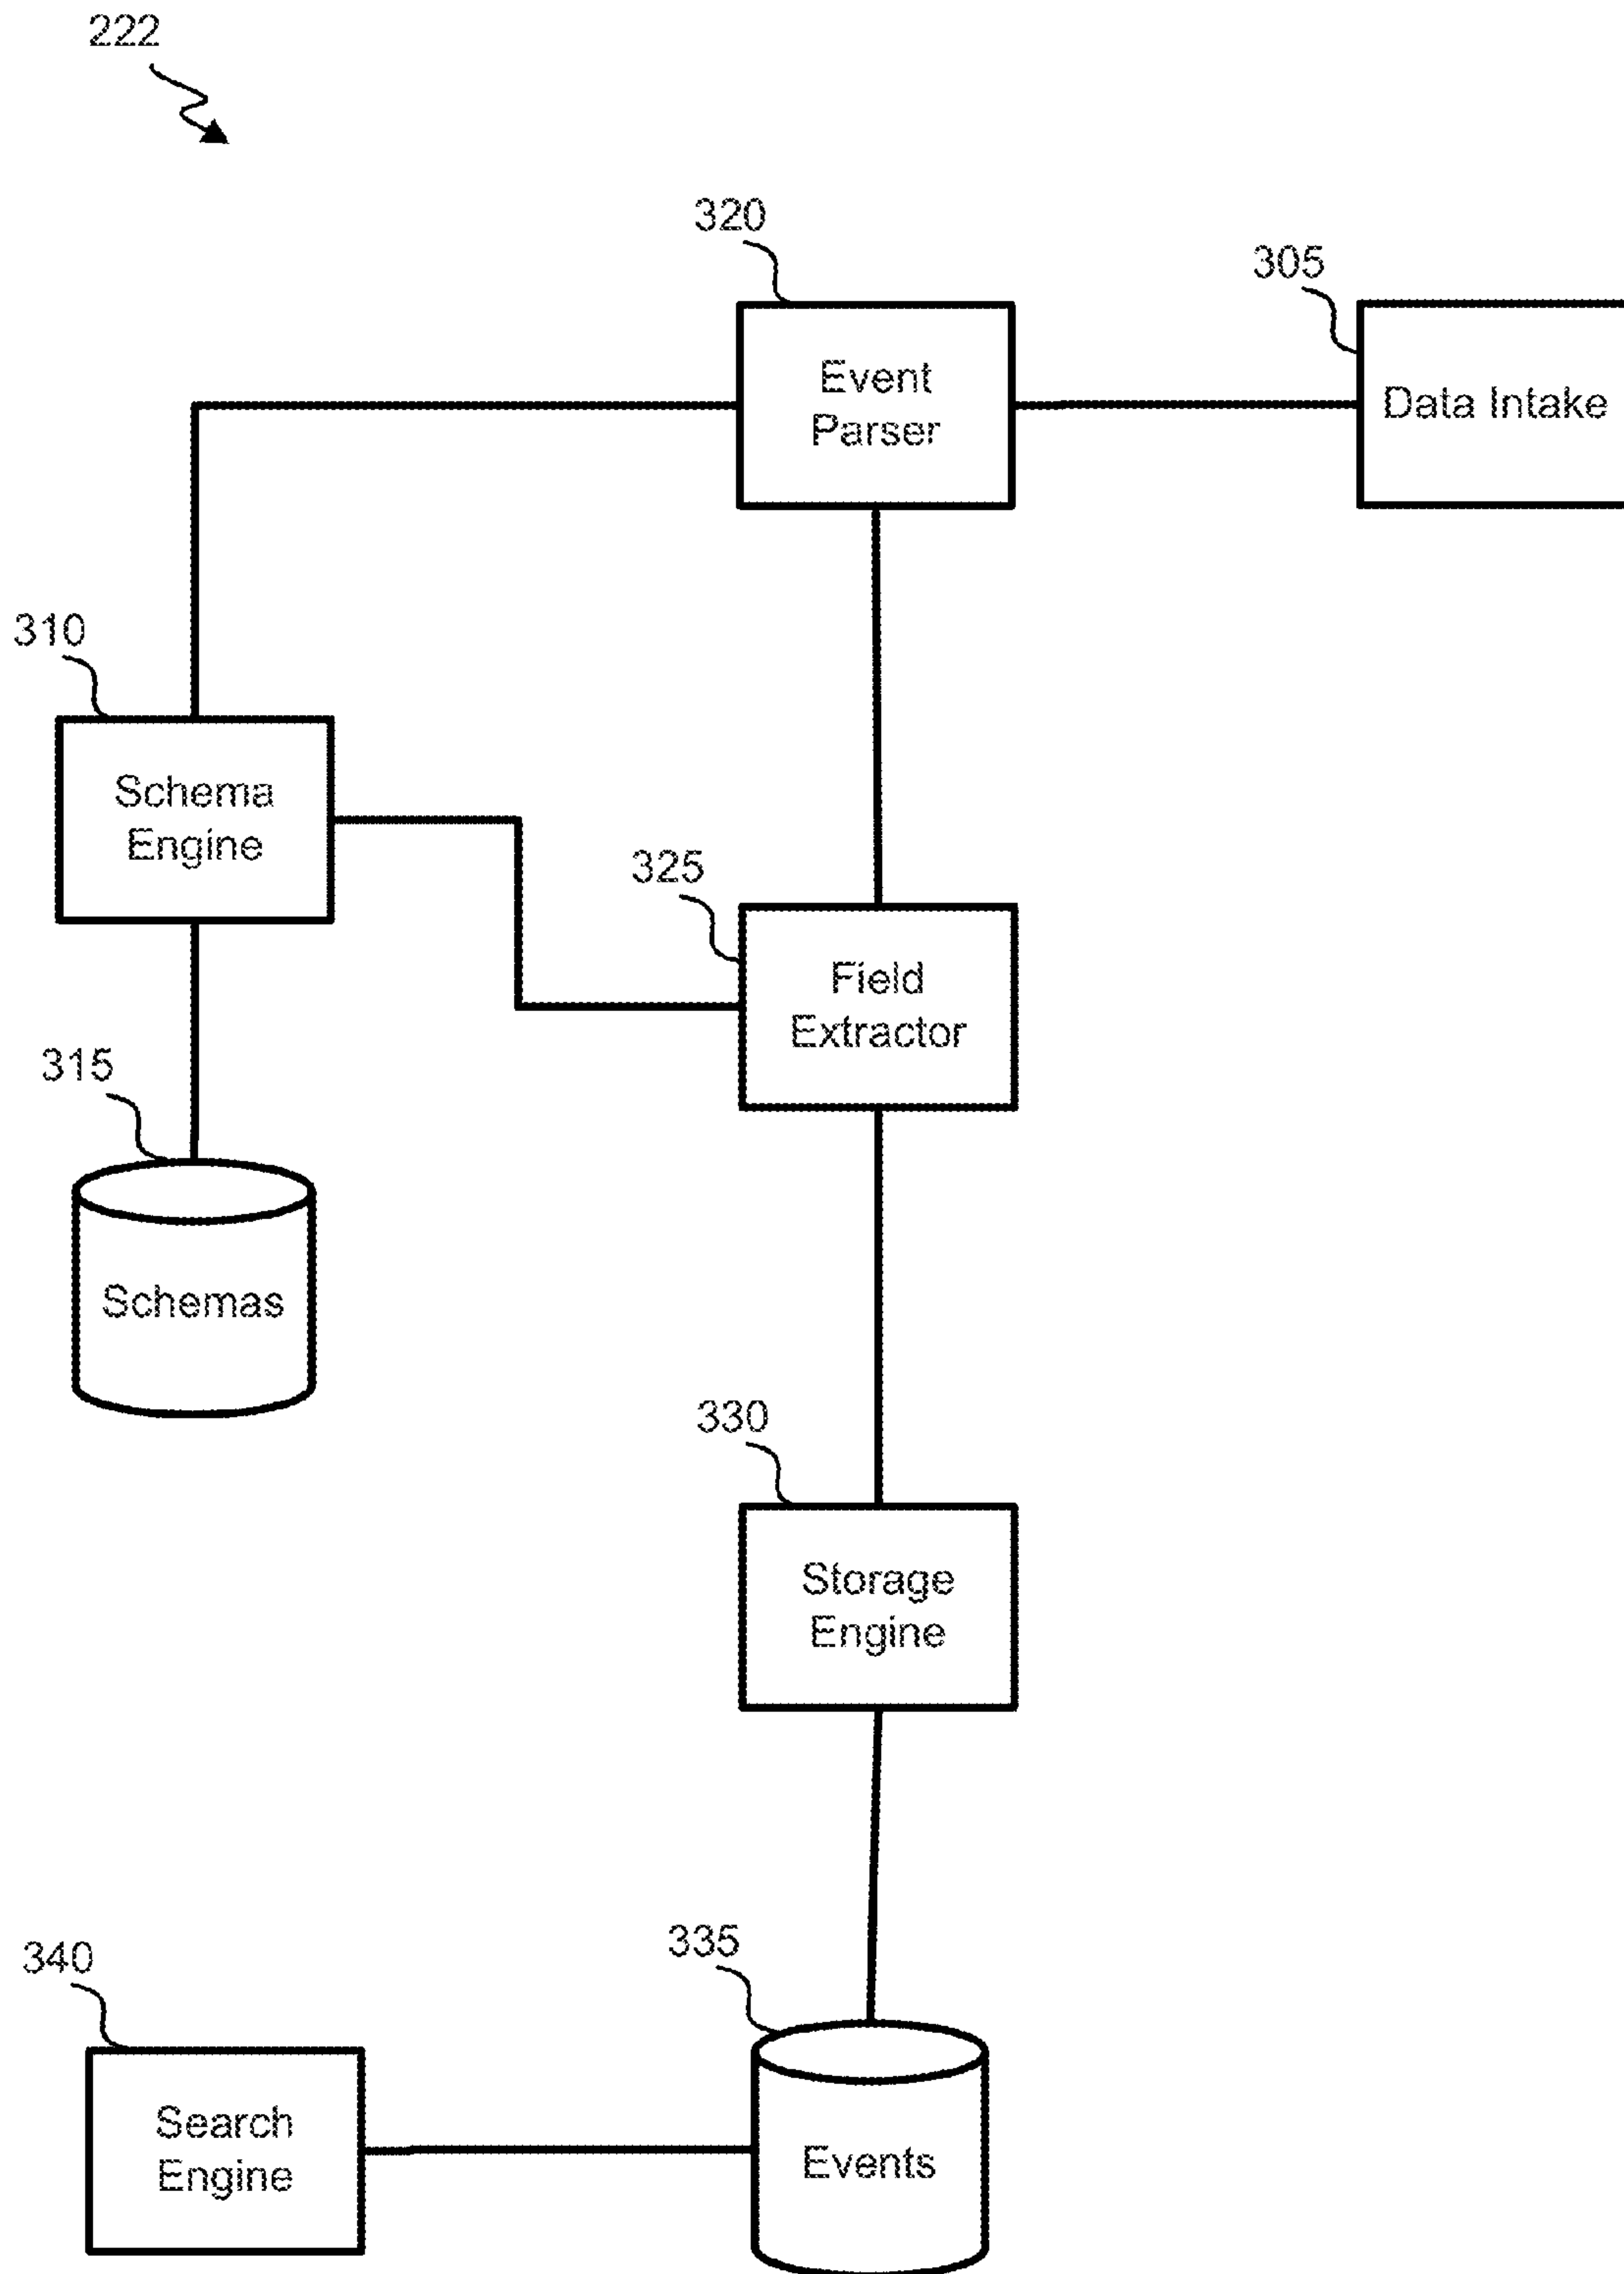 222
320
305
Event
Parser
Data Intake
310
Schema
Engine
325
Field
Extractor
315
Schemas
330
Storage
Engine
340
335
Search
Engine
Events